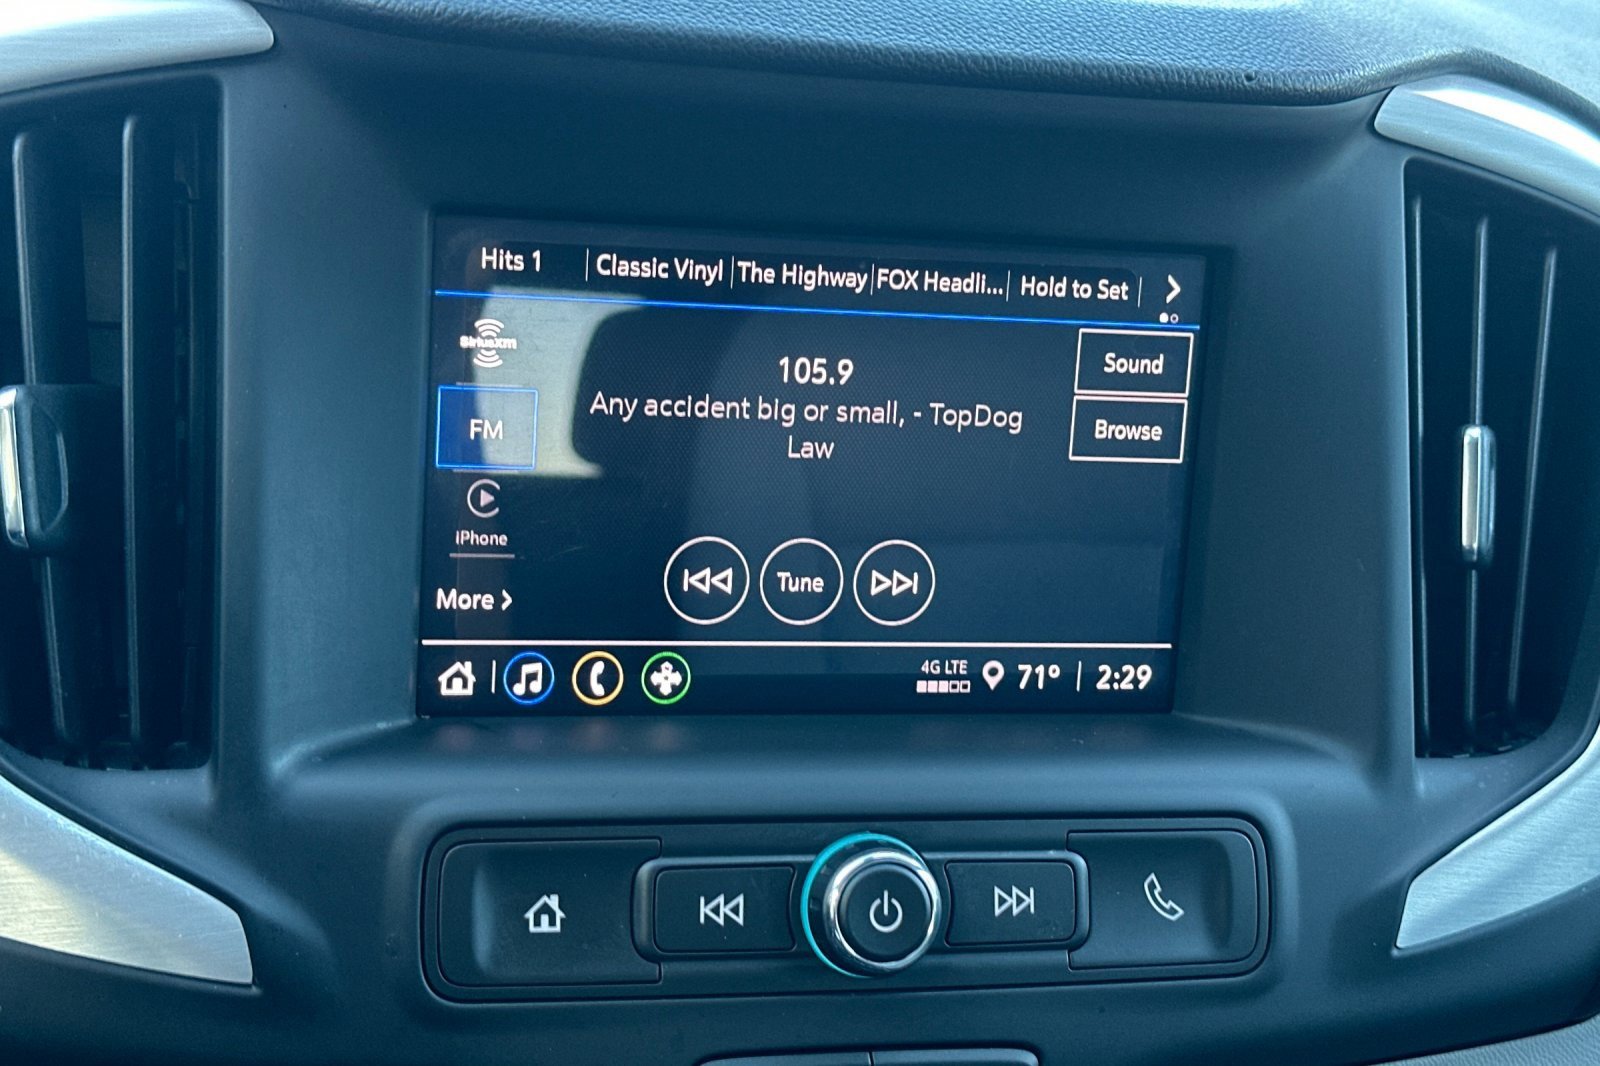 Hits 1 Classic Vinyl The Highway FOX Headli... Hold to Set
SiriusXM
105.9
Sound
Any accident big or small, - TopDog
Law
FM
Browse
iPhone
Tune
More
4G LTE
71° 2:29